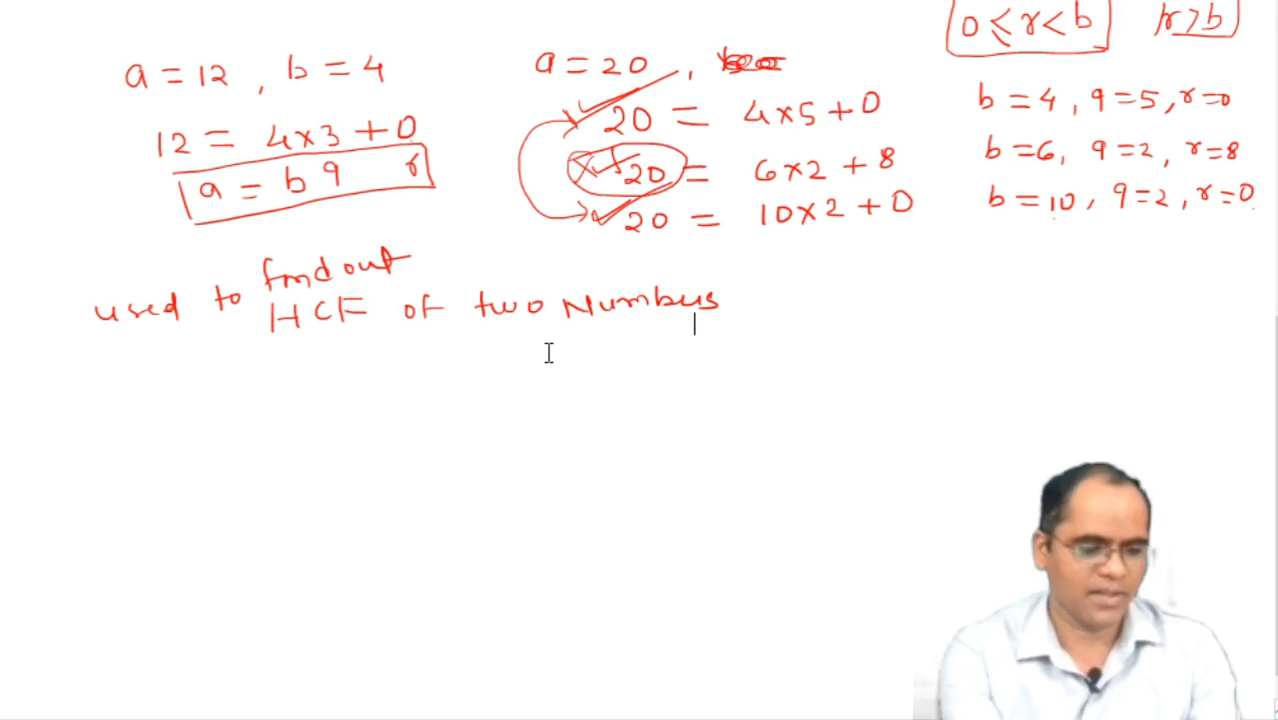 0 ≤ r < b r > b
a = 12 , b = 4
12 = 4 x 3 + 0
a = b q r
a = 20 ,
20 = 4 x 5 + 0
20 = 6 x 2 + 8
20 = 10 x 2 + 0
b = 4 , q = 5 , r = 0
b = 6 , q = 2 , r = 8
b = 10 , q = 2 , r = 0
used to find out HCF of two Numbers